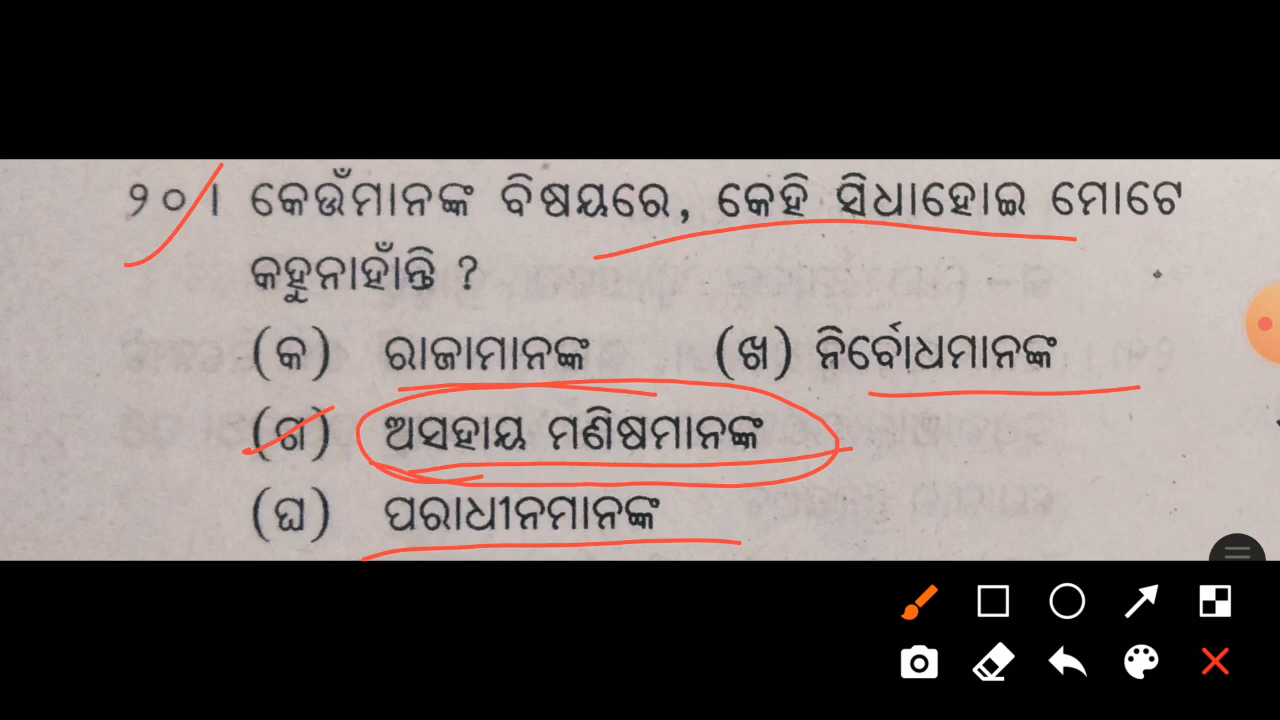 ୨୦। କେଉଁମାନଙ୍କ ବିଷୟରେ, କେହି ସିଧାହୋଇ ମୋଟେ
କହୁନାହାଁନ୍ତି ?
(କ) ରାଜାମାନଙ୍କ (ଖ) ନିର୍ବୋଧମାନଙ୍କ
(ଗ) ଅସହାୟ ମଣିଷମାନଙ୍କ
(ଘ) ପରାଧୀନମାନଙ୍କ